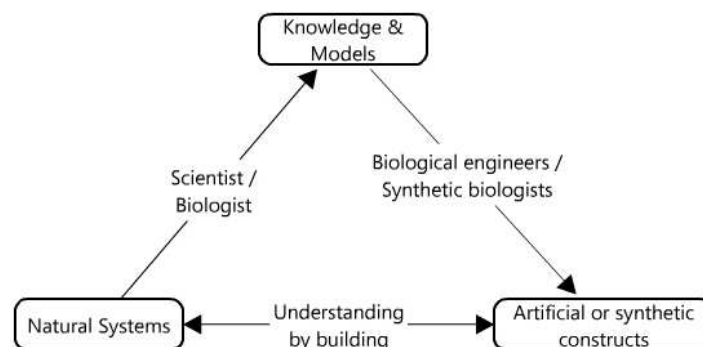 Knowledge &
Models
Scientist /
Biologist
Biological engineers /
Synthetic biologists
Natural Systems
Understanding
by building
Artificial or synthetic
constructs